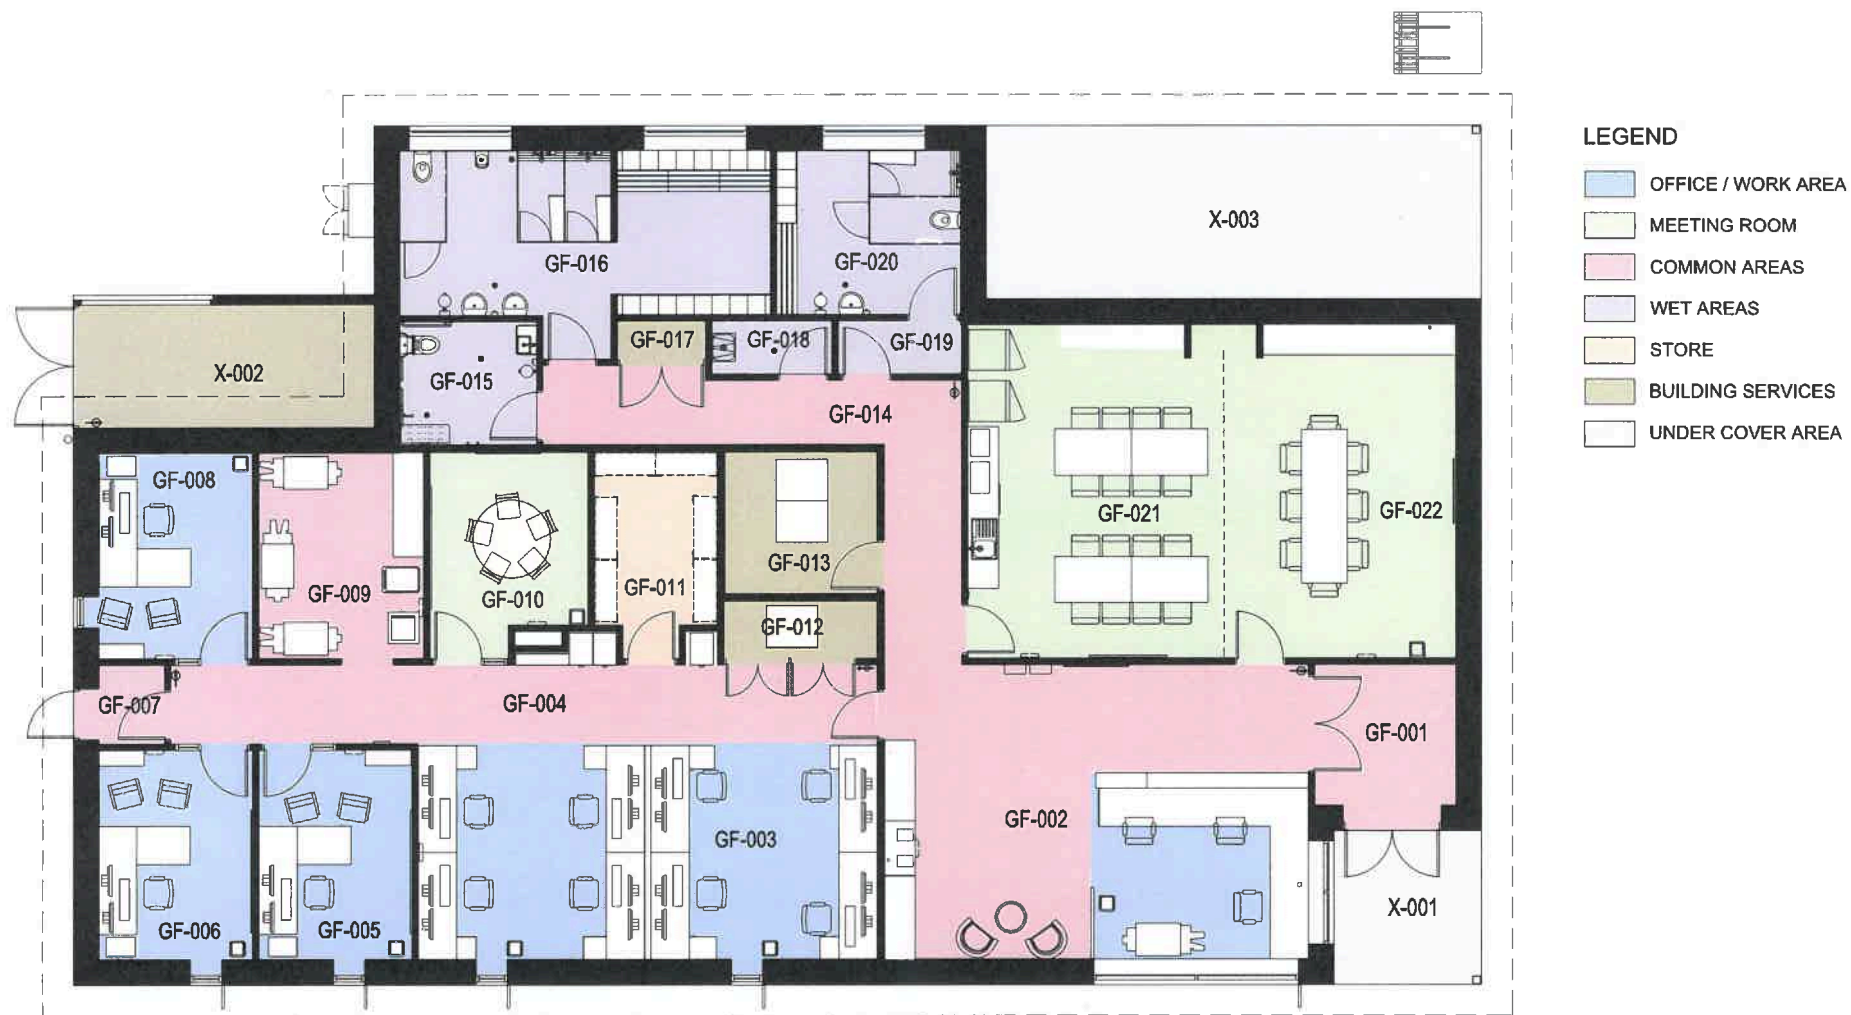 LEGEND
OFFICE / WORK AREA
MEETING ROOM
COMMON AREAS
WET AREAS
STORE
BUILDING SERVICES
UNDER COVER AREA
X-003
GF-016
GF-020
GF-017
GF-018
GF-019
X-002
GF-015
GF-014
GF-008
GF-021
GF-022
GF-013
GF-009
GF-011
GF-010
GF-012
GF-007
GF-004
GF-001
GF-002
GF-003
X-001
GF-006
GF-005